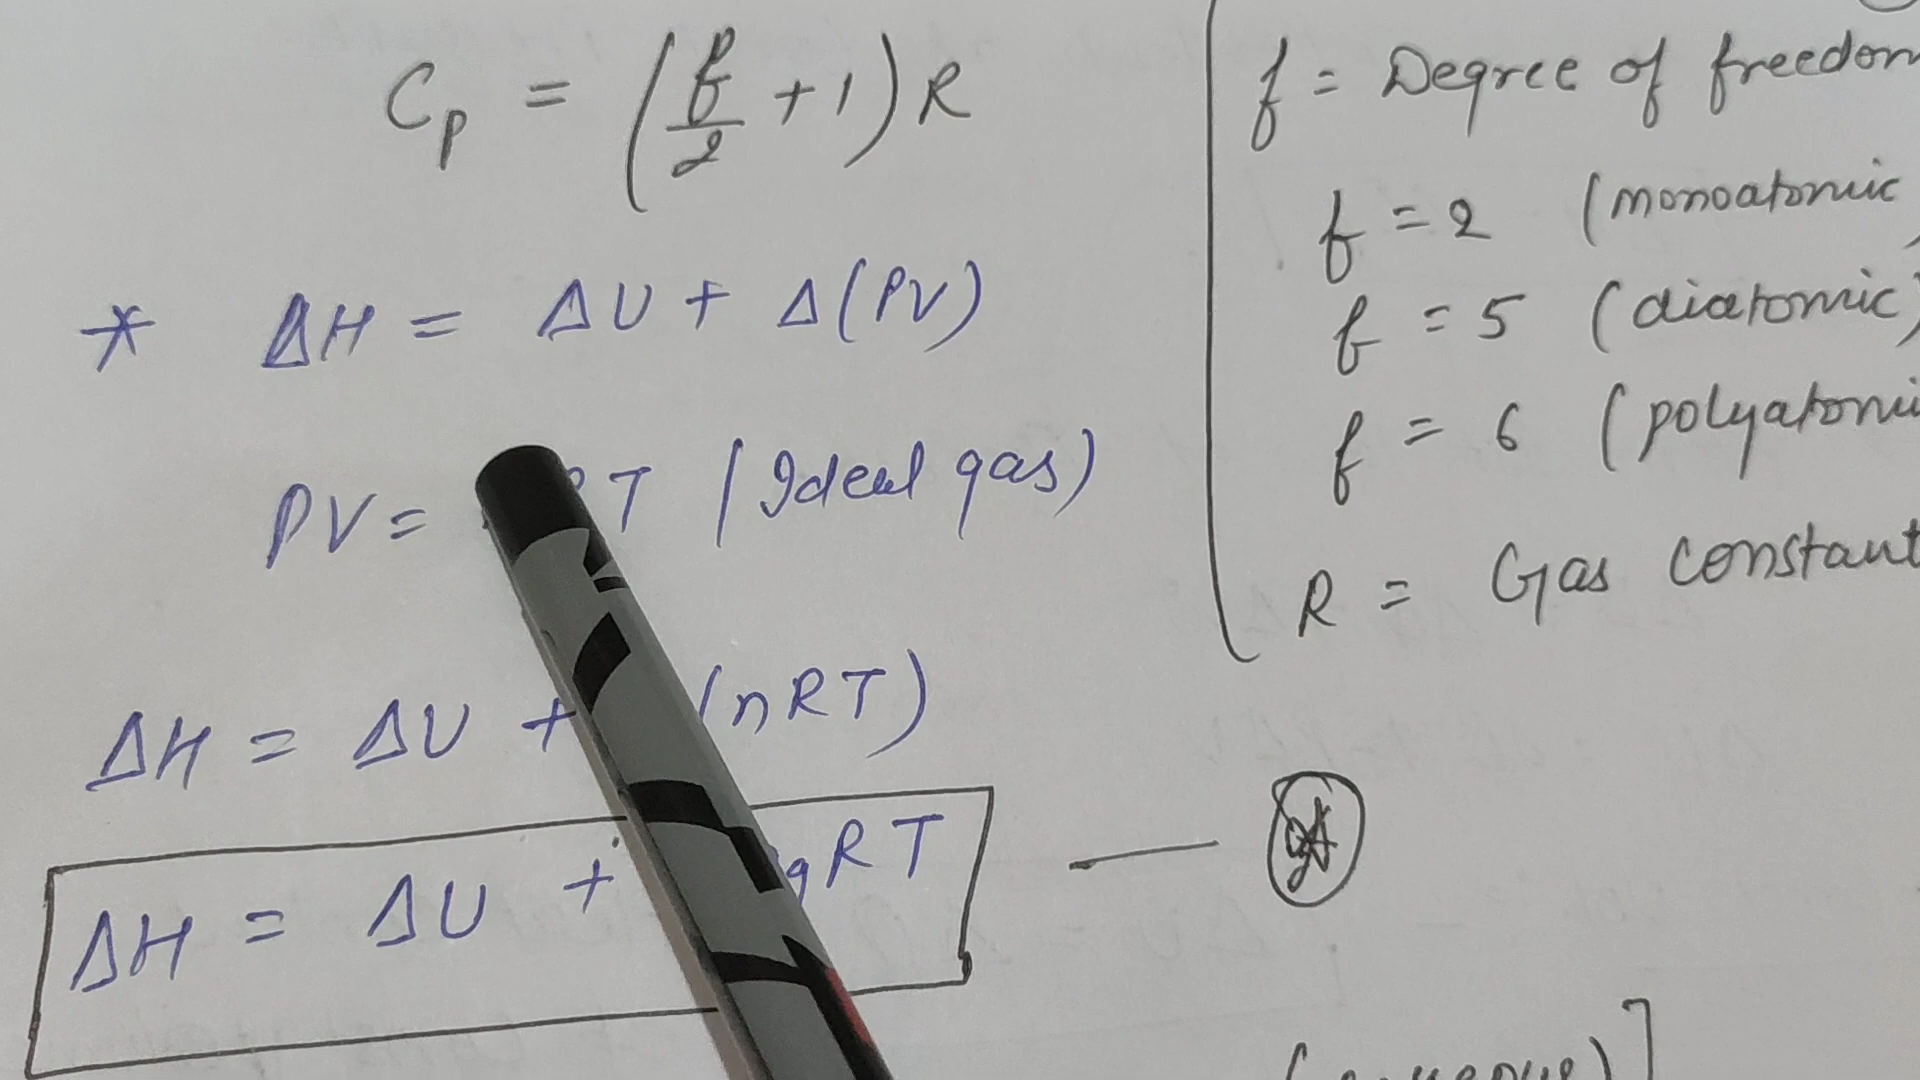 Cp = (f/2 + 1) R
* ΔH = ΔU + Δ(PV)
PV = RT (Ideal gas)
ΔH = ΔU + (nRT)
ΔH = ΔU + gRT —
f = Degree of freedom
f = 2 (monoatomic
f = 5 (diatomic)
f = 6 (polyatomi
R = Gas constant